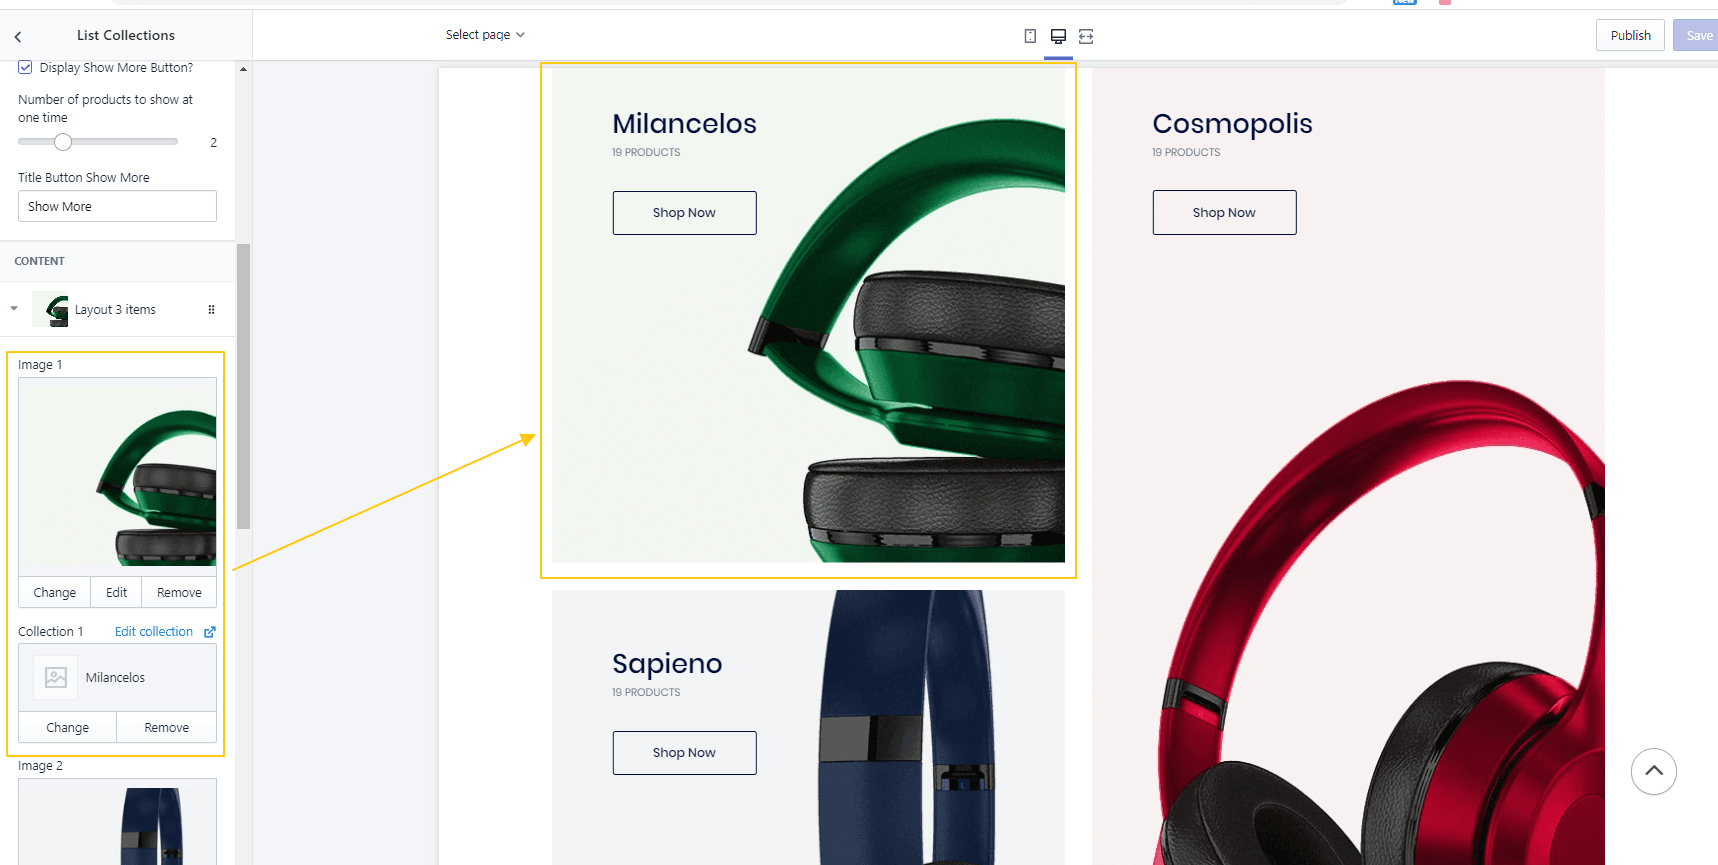 New
List Collections
Select page
Publish
Save
Display Show More Button?
Number of products to show at
one time
2
Title Button Show More
Show More
CONTENT
Layout 3 items
Image 1
Change
Edit
Remove
Collection 1
Edit collection
Milancelos
Change
Remove
Image 2
Milancelos
19 PRODUCTS
Shop Now
Cosmopolis
19 PRODUCTS
Shop Now
Sapieno
19 PRODUCTS
Shop Now